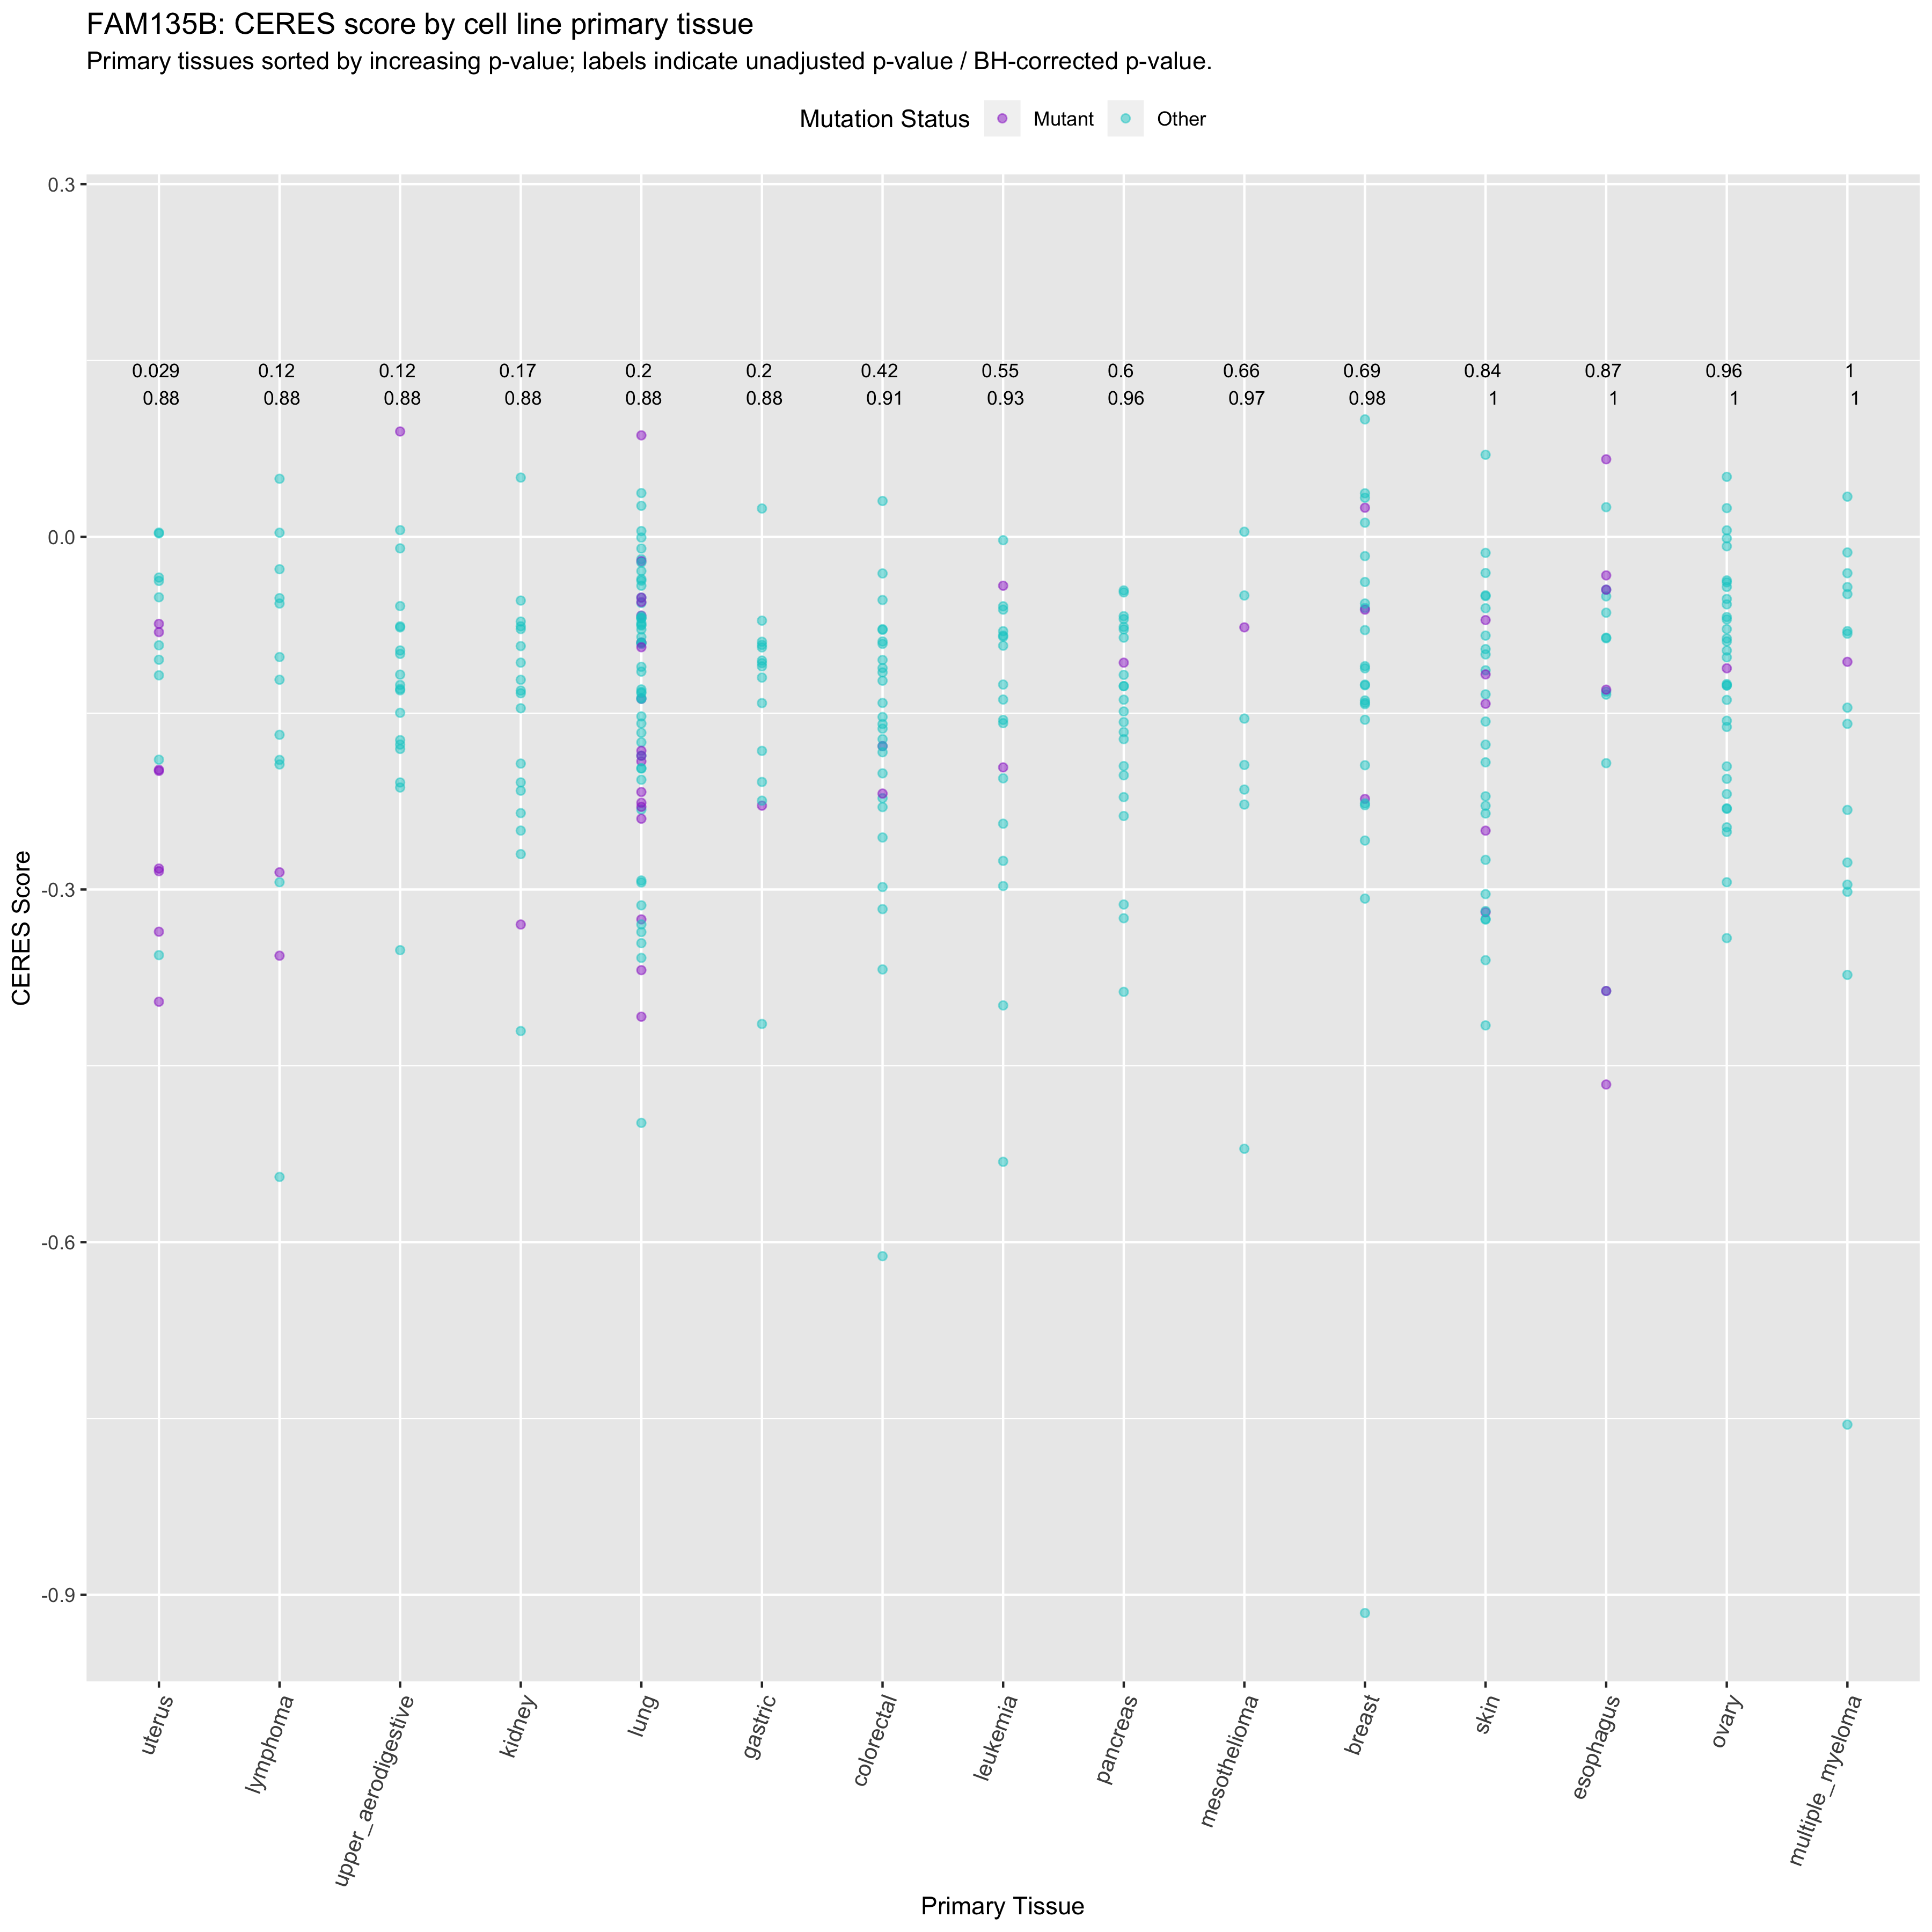 FAM135B: CERES score by cell line primary tissue
Primary tissues sorted by increasing p-value; labels indicate unadjusted p-value / BH-corrected p-value.
Mutation Status Mutant Other
0.3
0.029 0.12 0.12 0.17 0.2 0.2 0.42 0.55 0.6 0.66 0.69 0.84 0.87 0.96 1
0.88 0.88 0.88 0.88 0.88 0.88 0.91 0.93 0.96 0.97 0.98 1 1 1 1
0.0
-0.3
CERES Score
-0.6
-0.9
uterus lymphoma upper_aerodigestive kidney lung gastric colorectal leukemia pancreas mesothelioma breast skin esophagus ovary multiple_myeloma
Primary Tissue